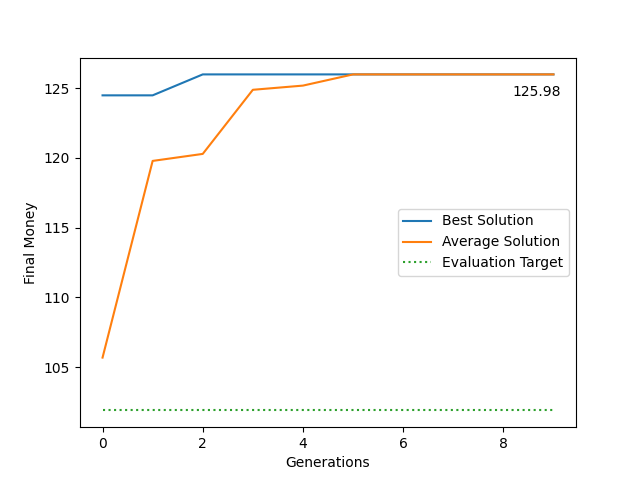 125
120
115
110
105
Final Money
125.98
Best Solution
Average Solution
Evaluation Target
0 2 4 6 8
Generations